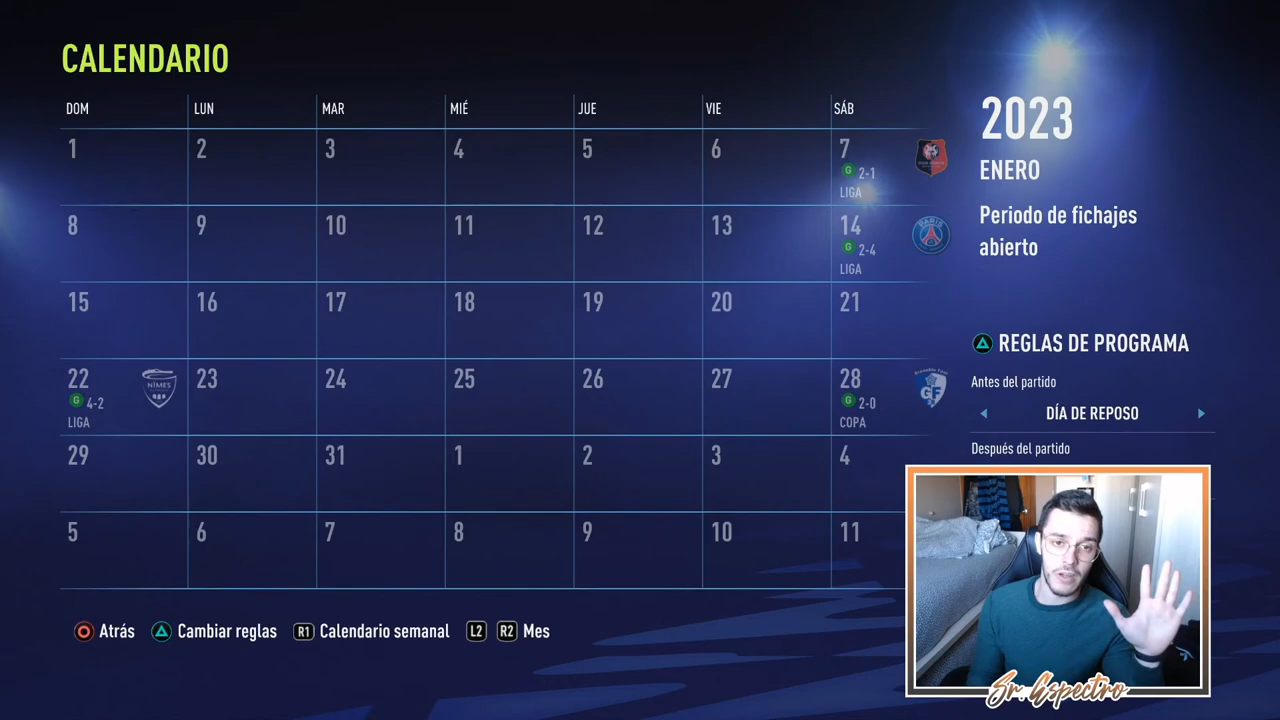 CALENDARIO
DOM LUN MAR MIÉ JUE VIE SÁB
1 2 3 4 5 6 7
G 2-1
LIGA
8 9 10 11 12 13 14
PARIS
G 2-4
LIGA
15 16 17 18 19 20 21
22 23 24 25 26 27 28
NÎMES
G 4-2
LIGA
GF
G 2-0
COPA
29 30 31 1 2 3 4
5 6 7 8 9 10 11
2023
ENERO
Periodo de fichajes
abierto
REGLAS DE PROGRAMA
Antes del partido
DÍA DE REPOSO
Después del partido
Atrás Cambiar reglas R1 Calendario semanal L2 R2 Mes
Sr. Espectro